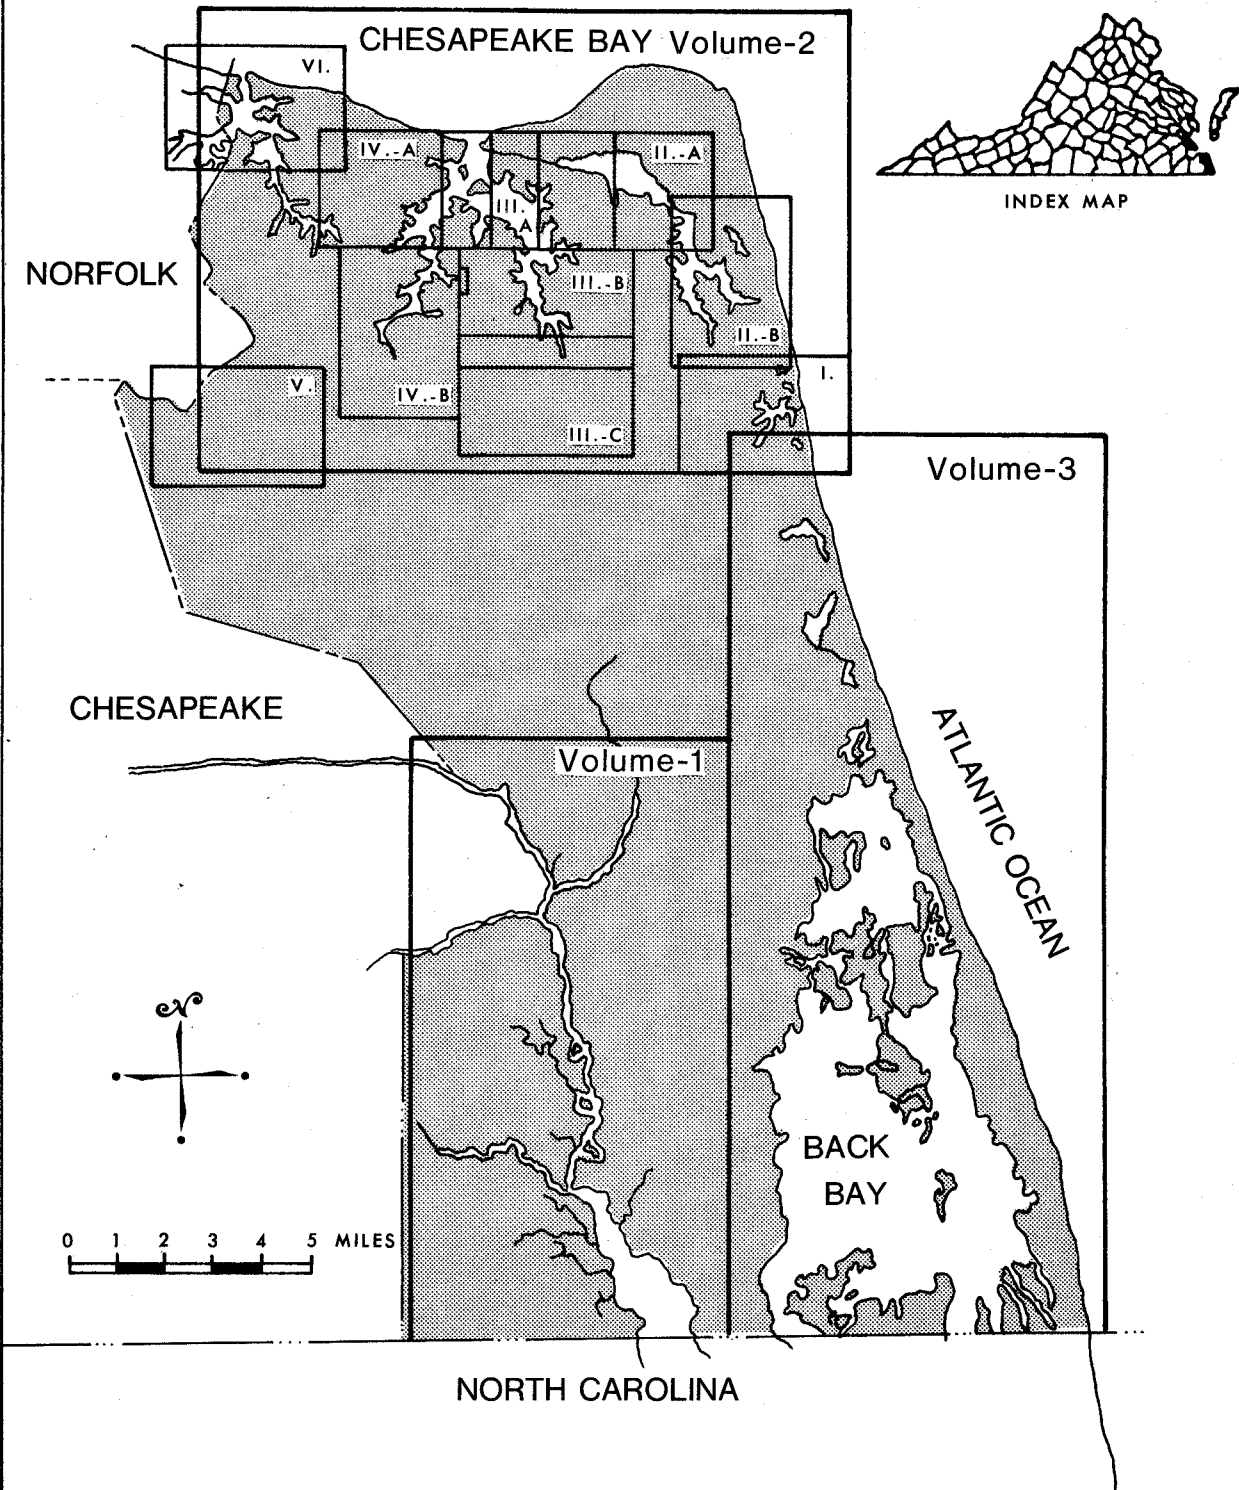 CHESAPEAKE BAY Volume-2
VI.
IV.-A
II.-A
III.
A
INDEX MAP
NORFOLK
III.-B
II.-B
V.
IV.-B
I.
III.-C
Volume-3
CHESAPEAKE
ATLANTIC OCEAN
Volume-1
N
BACK
BAY
0 1 2 3 4 5 MILES
NORTH CAROLINA